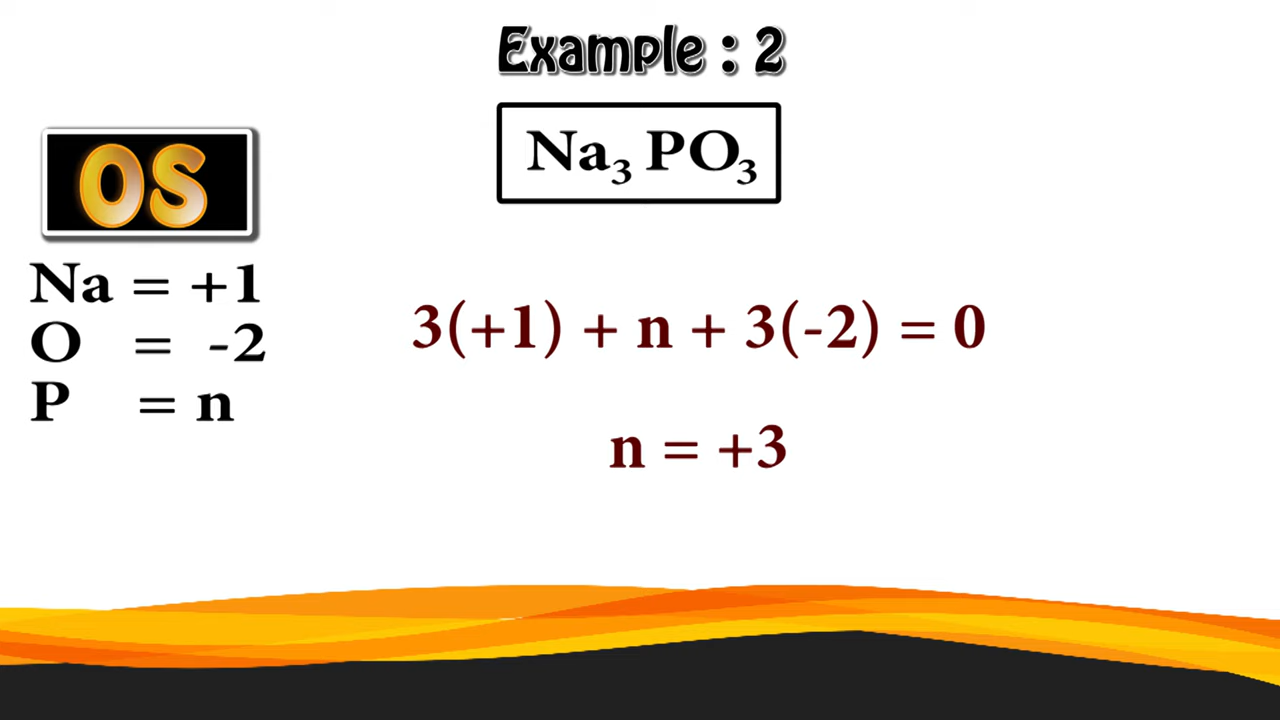 Example : 2
Na₃ PO₃
OS
Na = +1
O = -2
P = n
3(+1) + n + 3(-2) = 0
n = +3